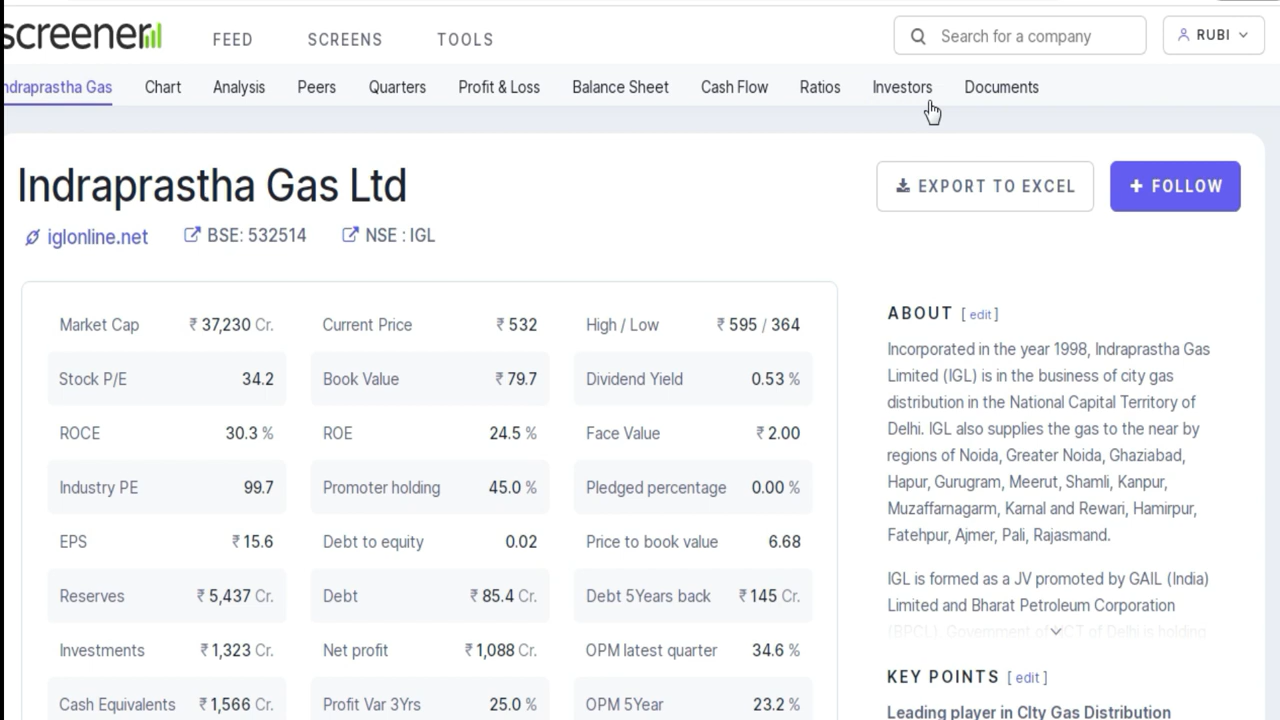 screener
FEED SCREENS TOOLS
Search for a company
RUBI
ndraprastha Gas Chart Analysis Peers Quarters Profit & Loss Balance Sheet Cash Flow Ratios Investors Documents
Indraprastha Gas Ltd
EXPORT TO EXCEL
+ FOLLOW
iglonline.net BSE: 532514 NSE : IGL
Market Cap ₹ 37,230 Cr. Current Price ₹ 532 High / Low ₹ 595 / 364
Stock P/E 34.2 Book Value ₹ 79.7 Dividend Yield 0.53 %
ROCE 30.3 % ROE 24.5 % Face Value ₹ 2.00
Industry PE 99.7 Promoter holding 45.0 % Pledged percentage 0.00 %
EPS ₹ 15.6 Debt to equity 0.02 Price to book value 6.68
Reserves ₹ 5,437 Cr. Debt ₹ 85.4 Cr. Debt 5Years back ₹ 145 Cr.
Investments ₹ 1,323 Cr. Net profit ₹ 1,088 Cr. OPM latest quarter 34.6 %
Cash Equivalents ₹ 1,566 Cr. Profit Var 3Yrs 25.0 % OPM 5Year 23.2 %
ABOUT [ edit ]
Incorporated in the year 1998, Indraprastha Gas
Limited (IGL) is in the business of city gas
distribution in the National Capital Territory of
Delhi. IGL also supplies the gas to the near by
regions of Noida, Greater Noida, Ghaziabad,
Hapur, Gurugram, Meerut, Shamli, Kanpur,
Muzaffarnagarm, Karnal and Rewari, Hamirpur,
Fatehpur, Ajmer, Pali, Rajasmand.
IGL is formed as a JV promoted by GAIL (India)
Limited and Bharat Petroleum Corporation
(BPCL). Government of NCT of Delhi is holding
KEY POINTS [ edit ]
Leading player in CIty Gas Distribution